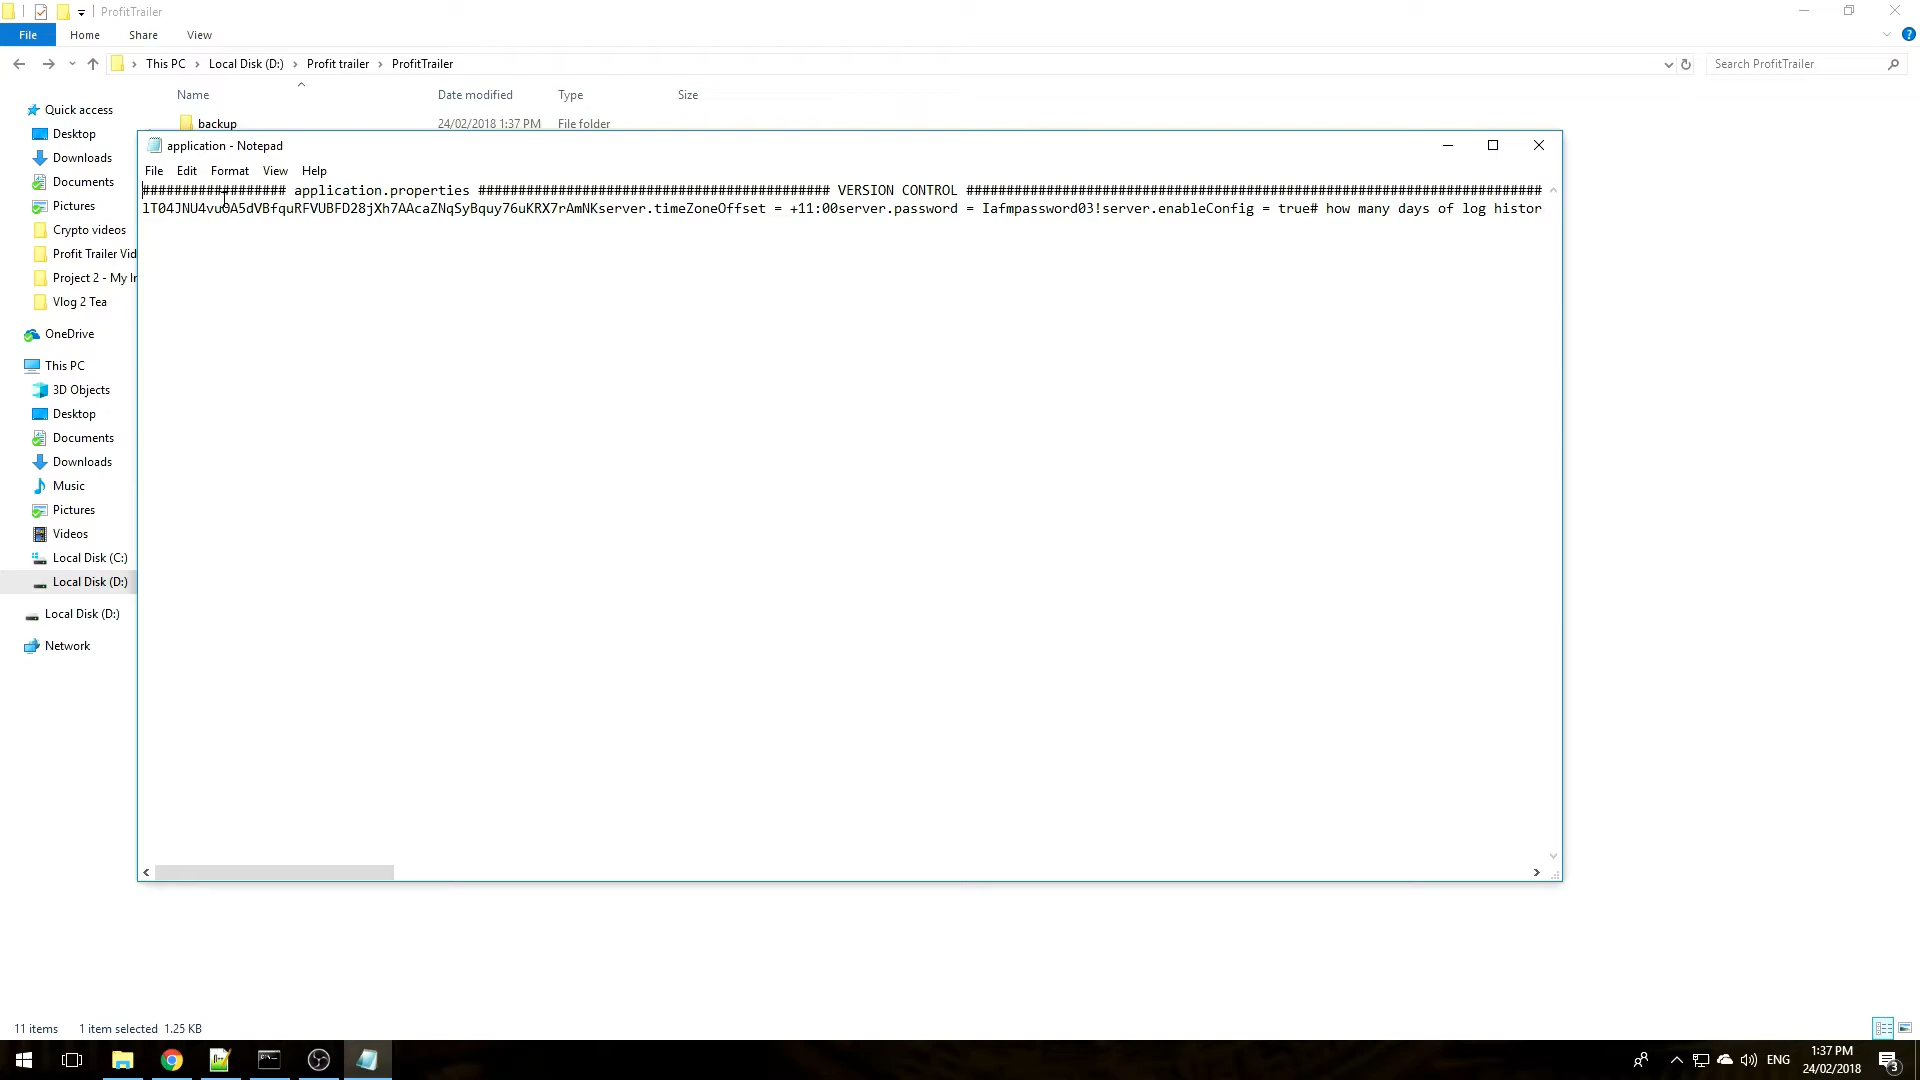 ProfitTrailer
File Home Share View
This PC Local Disk (D:) Profit trailer ProfitTrailer
Search ProfitTrailer
Name Date modified Type Size
backup 24/02/2018 1:37 PM File folder
Quick access
Desktop
Downloads
Documents
Pictures
Crypto videos
Profit Trailer Vid
Project 2 - My Ir
Vlog 2 Tea
OneDrive
This PC
3D Objects
Desktop
Documents
Downloads
Music
Pictures
Videos
Local Disk (C:)
Local Disk (D:)
Local Disk (D:)
Network
application - Notepad
File Edit Format View Help
################## application.properties ############################################ VERSION CONTROL ########################################################################
lT04JNU4vu0A5dVBfquRFVUBFD28jXh7AAcaZNqSyBquy76uKRX7rAmNKserver.timeZoneOffset = +11:00server.password = Iafmpassword03!server.enableConfig = true# how many days of log histor
11 items 1 item selected 1.25 KB
ENG
1:37 PM
24/02/2018
3